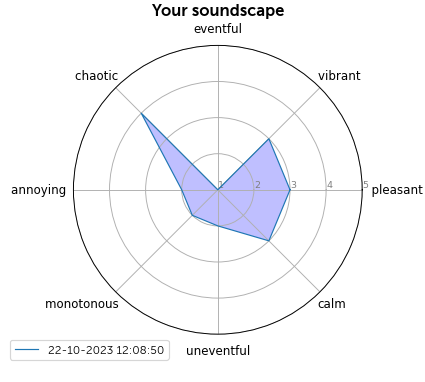 Your soundscape
eventful
chaotic
vibrant
annoying
1
2
3
4
5
pleasant
monotonous
calm
22-10-2023 12:08:50
uneventful